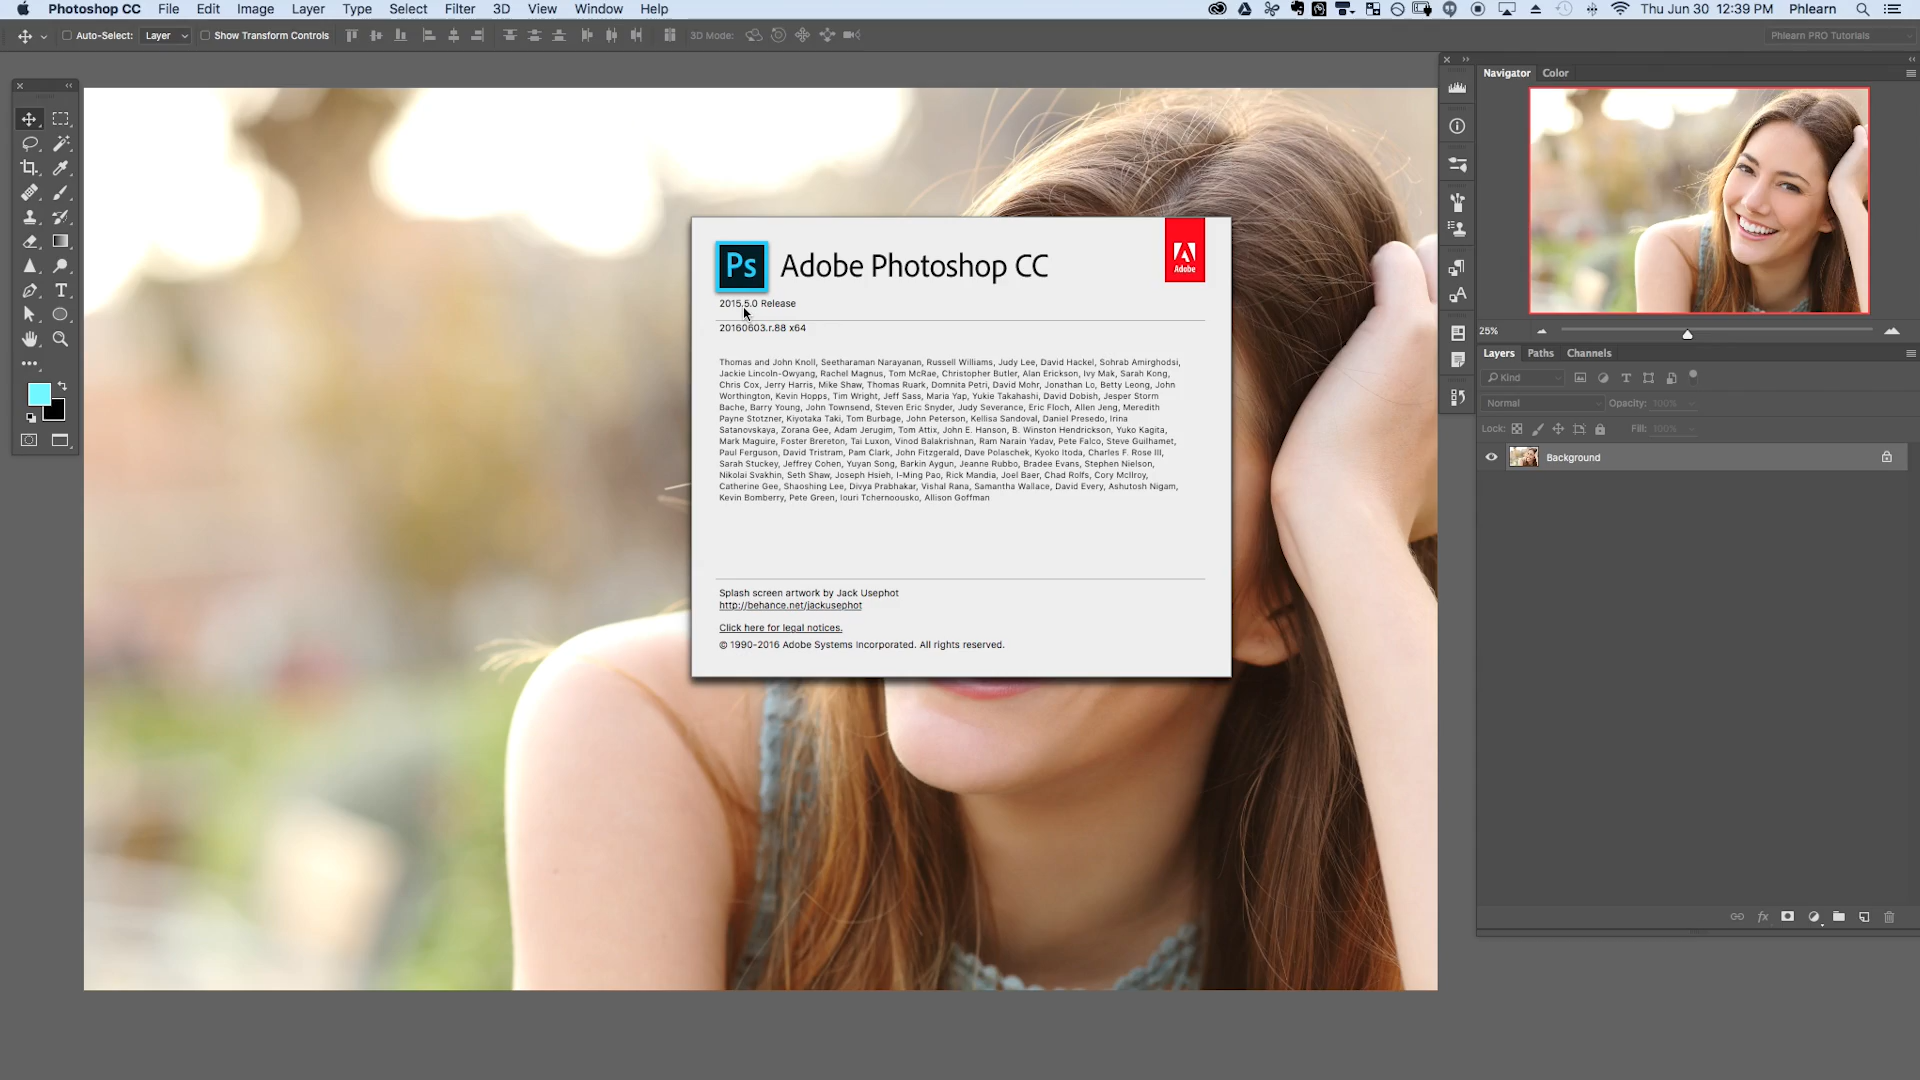 Photoshop CC File Edit Image Layer Type Select Filter 3D View Window Help Thu Jun 30 12:39 PM Phlearn
Auto-Select: Layer Show Transform Controls 3D Mode: Phlearn PRO Tutorials
Navigator Color
25%
Layers Paths Channels
Kind
Normal Opacity: 100%
Lock: Fill: 100%
Background
fx
T
Ps Adobe Photoshop CC
Adobe
2015.5.0 Release
20160603.r.88 x64
Thomas and John Knoll, Seetharaman Narayanan, Russell Williams, Judy Lee, David Hackel, Sohrab Amirghodsi,
Jackie Lincoln-Owyang, Rachel Magnus, Tom McRae, Christopher Butler, Alan Erickson, Ivy Mak, Sarah Kong,
Chris Cox, Jerry Harris, Mike Shaw, Thomas Ruark, Domnita Petri, David Mohr, Jonathan Lo, Betty Leong, John
Worthington, Kevin Hopps, Tim Wright, Jeff Sass, Maria Yap, Yukie Takahashi, David Dobish, Jesper Storm
Bache, Barry Young, John Townsend, Steven Eric Snyder, Judy Severance, Eric Floch, Allen Jeng, Meredith
Payne Stotzner, Kiyotaka Taki, Tom Burbage, John Peterson, Kellisa Sandoval, Daniel Presedo, Irina
Satanovskaya, Zorana Gee, Adam Jerugim, Tom Attix, John E. Hanson, B. Winston Hendrickson, Yuko Kagita,
Mark Maguire, Foster Brereton, Tai Luxon, Vinod Balakrishnan, Ram Narain Yadav, Pete Falco, Steve Guilhamet,
Paul Ferguson, David Tristram, Pam Clark, John Fitzgerald, Dave Polaschek, Kyoko Itoda, Charles F. Rose III,
Sarah Stuckey, Jeffrey Cohen, Yuyan Song, Barkin Aygun, Jeanne Rubbo, Bradee Evans, Stephen Nielson,
Nikolai Svakhin, Seth Shaw, Joseph Hsieh, I-Ming Pao, Rick Mandia, Joel Baer, Chad Rolfs, Cory McIlroy,
Catherine Gee, Shaoshing Lee, Divya Prabhakar, Vishal Rana, Samantha Wallace, David Every, Ashutosh Nigam,
Kevin Bomberry, Pete Green, Iouri Tchernoousko, Allison Goffman
Splash screen artwork by Jack Usephot
http://behance.net/jackusephot
Click here for legal notices.
© 1990-2016 Adobe Systems Incorporated. All rights reserved.